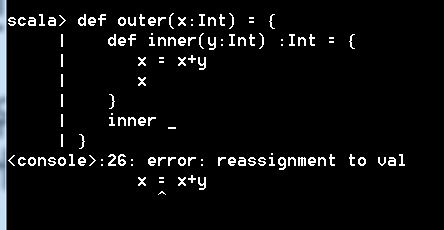 scala> def outer(x:Int) = {
     |     def inner(y:Int) :Int = {
     |        x = x+y
     |        x
     |     }
     |     inner _
     | }
<console>:26: error: reassignment to val
              x = x+y
                ^